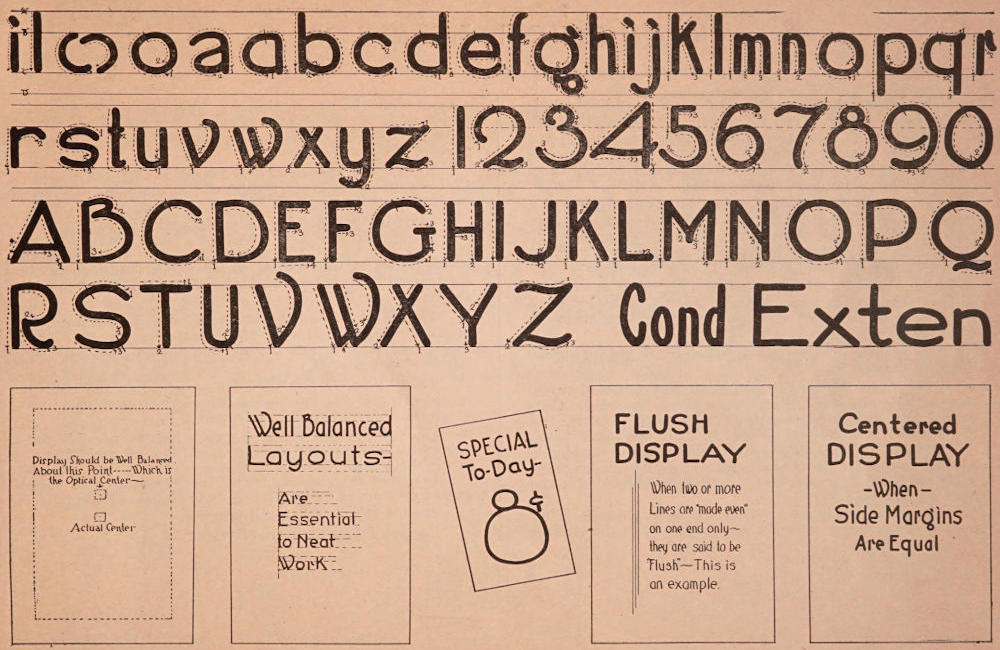 ilcooaabcdefghijjklmnopqr
rstuvwxyz 1234567890
ABCDEFGHIJKLMNOPQ
RSTUVWXYZ Cond Exten
Display Should be Well Balanced
About this Point-----Which is
the Optical Center~
Actual Center
Well Balanced
Layouts-
Are
Essential
to Neat
Work
SPECIAL
To-Day-
8¢
FLUSH
DISPLAY
When two or more
Lines are "made even"
on one end only~
they are said to be
"Flush"~This is
an example.
Centered
DISPLAY
-When-
Side Margins
Are Equal